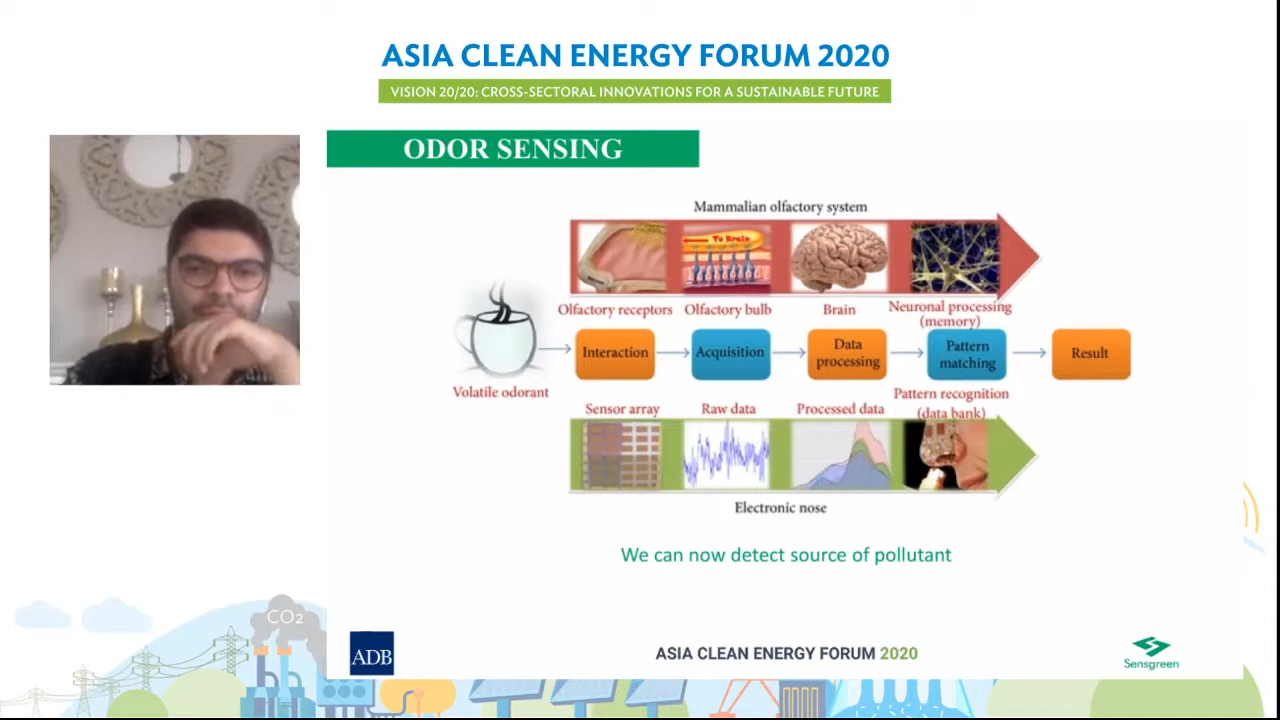 ASIA CLEAN ENERGY FORUM 2020
VISION 20/20: CROSS-SECTORAL INNOVATIONS FOR A SUSTAINABLE FUTURE
ODOR SENSING
Mammalian olfactory system
To Brain
Olfactory receptors
Olfactory bulb
Brain
Neuronal processing
(memory)
Volatile odorant
Interaction
Acquisition
Data
processing
Pattern
matching
Result
Sensor array
Raw data
Processed data
Pattern recognition
(data bank)
Electronic nose
We can now detect source of pollutant
CO2
ADB
ASIA CLEAN ENERGY FORUM 2020
Sensgreen